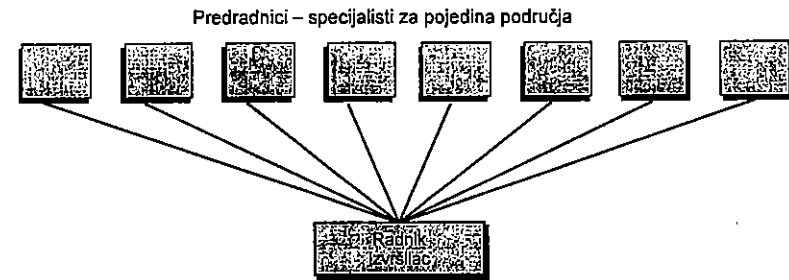 Predradnici – specijalisti za pojedina područja
Radnik
izvršilac